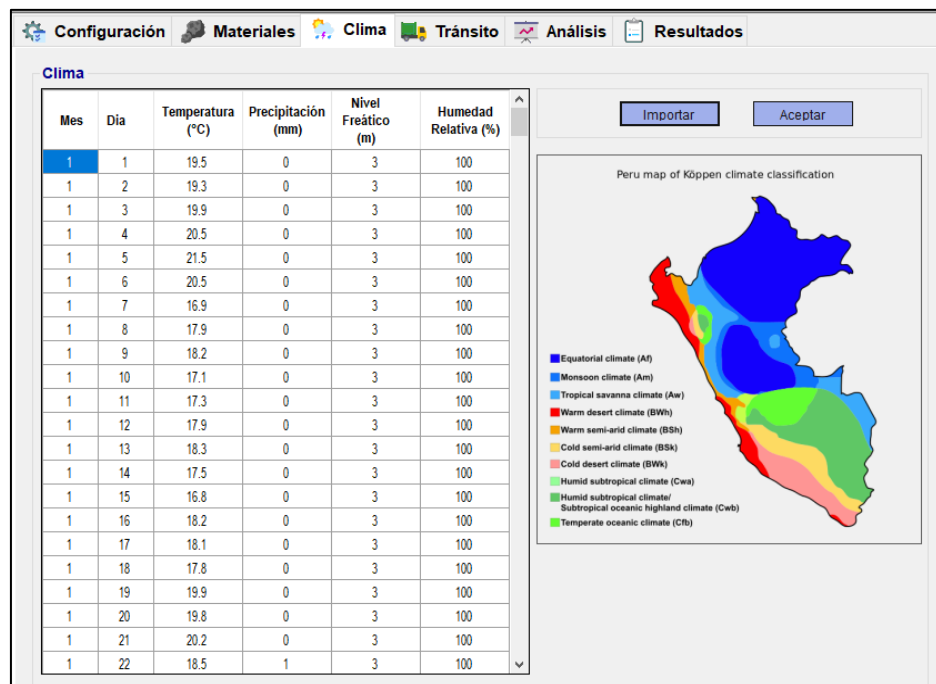 Configuración Materiales Clima Tránsito Análisis Resultados
Clima
Mes Dia Temperatura (°C) Precipitación (mm) Nivel Freático (m) Humedad Relativa (%)
1 1 19.5 0 3 100
1 2 19.3 0 3 100
1 3 19.9 0 3 100
1 4 20.5 0 3 100
1 5 21.5 0 3 100
1 6 20.5 0 3 100
1 7 16.9 0 3 100
1 8 17.9 0 3 100
1 9 18.2 0 3 100
1 10 17.1 0 3 100
1 11 17.3 0 3 100
1 12 17.9 0 3 100
1 13 18.3 0 3 100
1 14 17.5 0 3 100
1 15 16.8 0 3 100
1 16 18.2 0 3 100
1 17 18.1 0 3 100
1 18 17.8 0 3 100
1 19 19.9 0 3 100
1 20 19.8 0 3 100
1 21 20.2 0 3 100
1 22 18.5 1 3 100
Importar Aceptar
Peru map of Köppen climate classification
Equatorial climate (Af)
Monsoon climate (Am)
Tropical savanna climate (Aw)
Warm desert climate (BWh)
Warm semi-arid climate (BSh)
Cold semi-arid climate (BSk)
Cold desert climate (BWk)
Humid subtropical climate (Cwa)
Humid subtropical climate/
Subtropical oceanic highland climate (Cwb)
Temperate oceanic climate (Cfb)